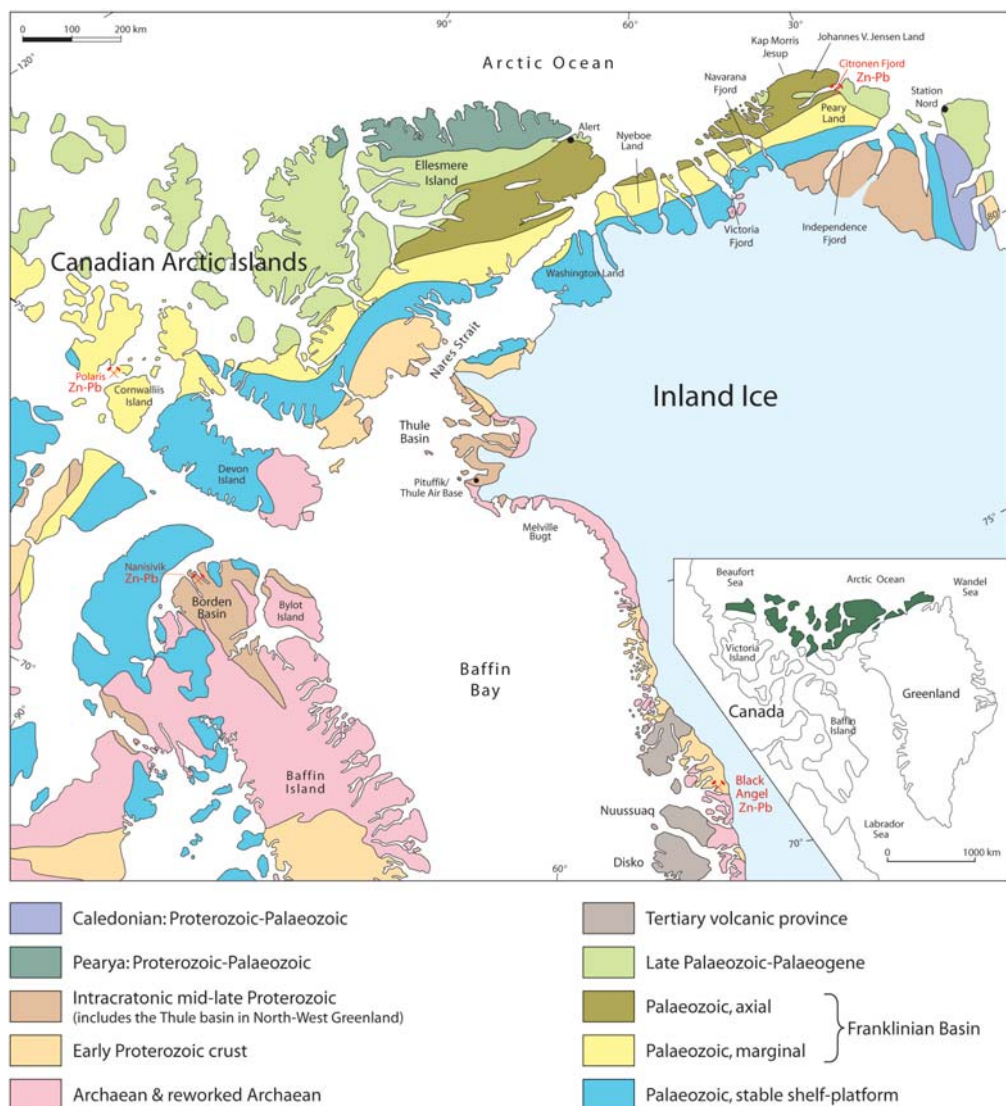 90°
60°
30°
0
100
200 km
120°
Arctic Ocean
Kap Morris
Jesup
Johannes V. Jensen Land
Citronen Fjord
Zn-Pb
Navarana
Fjord
Station
Nord
Peary
Land
Alert
Nyeboe
Land
Ellesmere
Island
80°
Victoria
Fjord
Independence
Fjord
Canadian Arctic Islands
Washington Land
75°
Nares Strait
Polaris
Zn-Pb
Cornwalliis
Island
Inland Ice
Thule
Basin
Devon
Island
Pituffik/
Thule Air Base
75°
Melville
Bugt
Nanisivik
Zn-Pb
Borden
Basin
Bylot
Island
Beaufort
Sea
Arctic Ocean
Wandel
Sea
Victoria
Island
Greenland
Canada
Baffin
Island
Labrador
Sea
0
1000 km
70°
Baffin
Bay
90°
Baffin
Island
Black
Angel
Zn-Pb
Nuussuaq
Disko
70°
60°
Caledonian: Proterozoic-Palaeozoic
Pearya: Proterozoic-Palaeozoic
Intracratonic mid-late Proterozoic
(includes the Thule basin in North-West Greenland)
Early Proterozoic crust
Archaean & reworked Archaean
Tertiary volcanic province
Late Palaeozoic-Palaeogene
Palaeozoic, axial
Palaeozoic, marginal
Franklinian Basin
Palaeozoic, stable shelf-platform